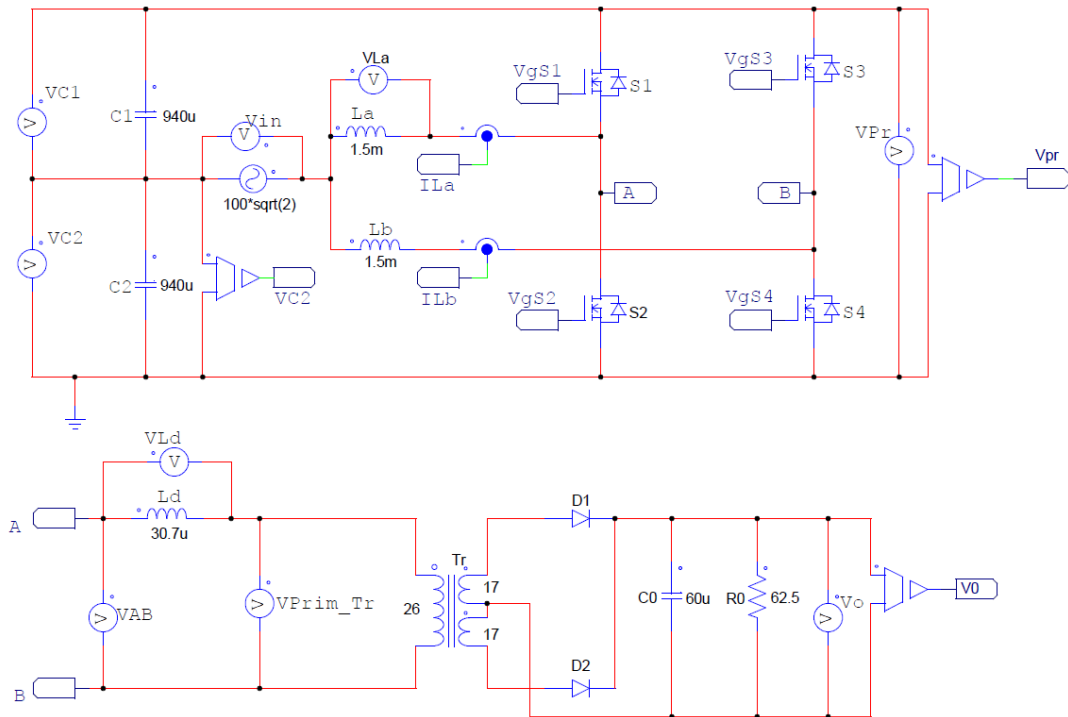 VC1
C1
940u
Vin
V
V
100*sqrt(2)
VLa
V
La
1.5m
ILa
VgS1
S1
VgS3
S3
VPr
V
Vpr
A
B
VC2
V
C2
940u
VC2
Lb
1.5m
ILb
VgS2
S2
VgS4
S4
VLd
V
Ld
30.7u
A
VAB
V
VPrim_Tr
V
B
Tr
26
17
17
D1
D2
C0
60u
R0
62.5
Vo
V
V0